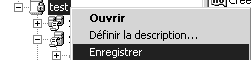 test
Ouvrir
Définir la description...
Enregistrer